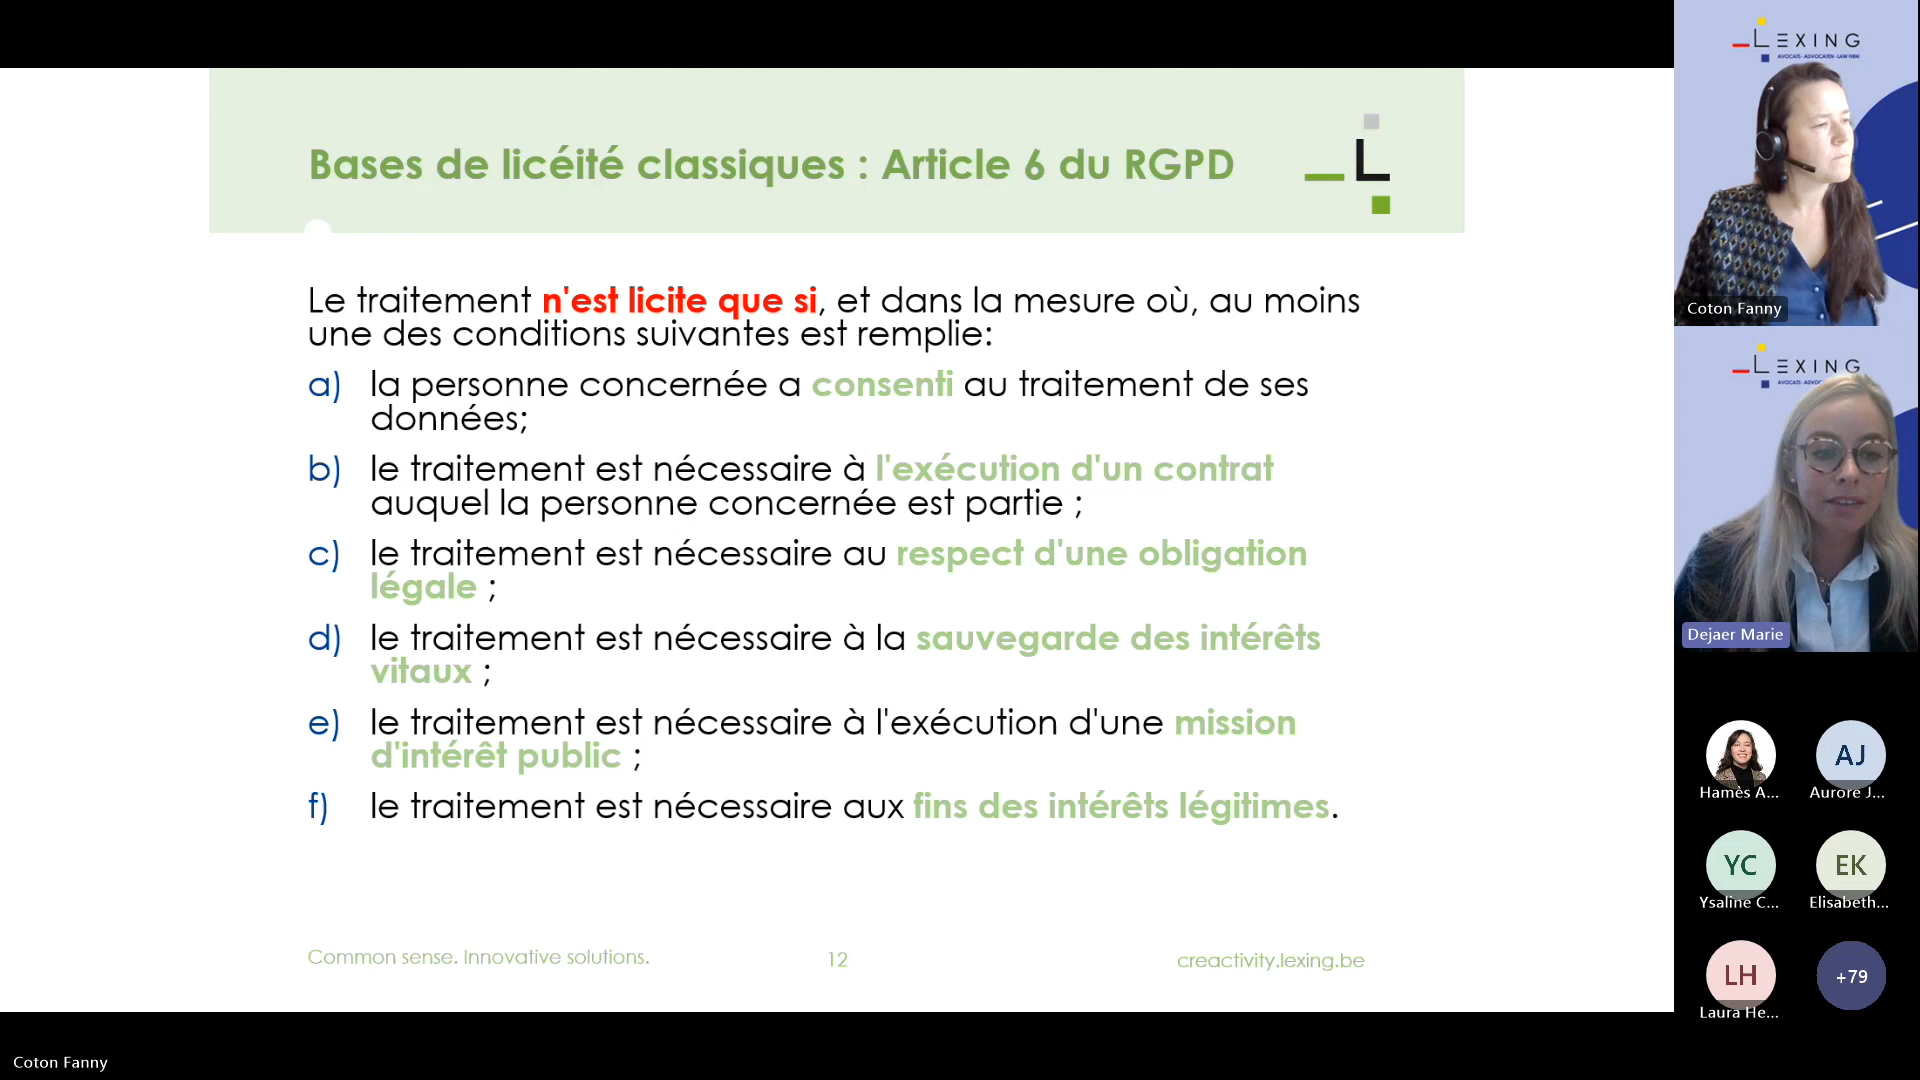 Bases de licéité classiques : Article 6 du RGPD
L
Le traitement n'est licite que si, et dans la mesure où, au moins
une des conditions suivantes est remplie:
a) la personne concernée a consenti au traitement de ses
données;
b) le traitement est nécessaire à l'exécution d'un contrat
auquel la personne concernée est partie ;
c) le traitement est nécessaire au respect d'une obligation
légale ;
d) le traitement est nécessaire à la sauvegarde des intérêts
vitaux ;
e) le traitement est nécessaire à l'exécution d'une mission
d'intérêt public ;
f) le traitement est nécessaire aux fins des intérêts légitimes.
Common sense. Innovative solutions.
12
creactivity.lexing.be
Coton Fanny
LEXING
AVOCATS - ADVOCATEN - LAW FIRM
Coton Fanny
LEXING
Dejaer Marie
Hamès A...
AJ
Aurore J...
YC
Ysaline C...
EK
Elisabeth...
LH
Laura He...
+79